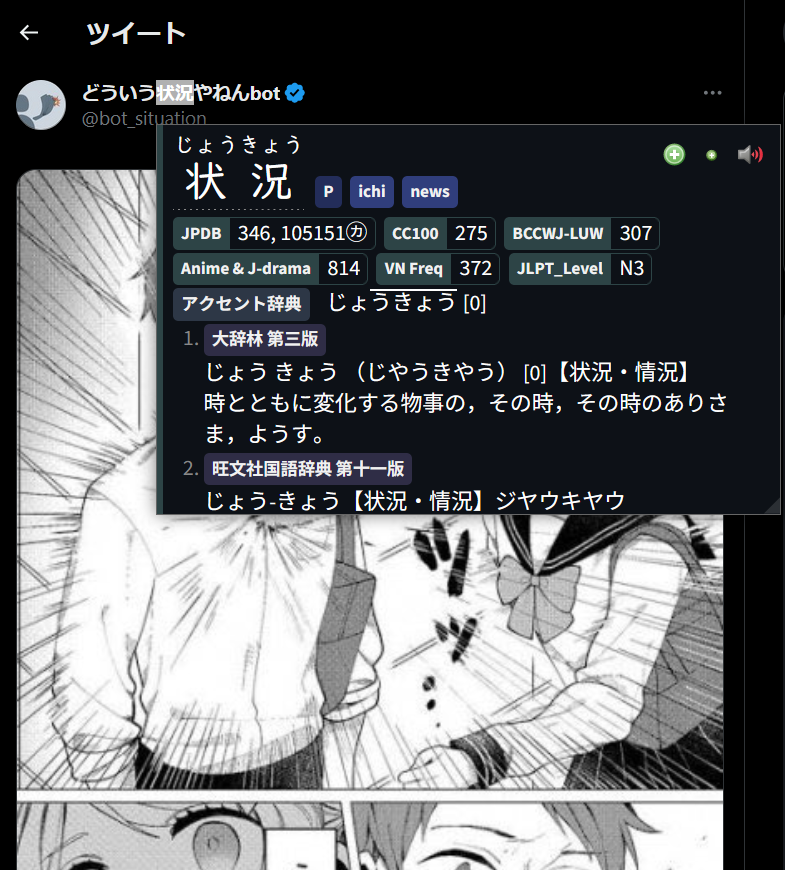 ツイート
どういう状況やねんbot
@bot_situation
じょうきょう
状況 P ichi news
JPDB 346, 105151㋕ CC100 275 BCCWJ-LUW 307
Anime & J-drama 814 VN Freq 372 JLPT_Level N3
アクセント辞典 じょうきょう [0]
1. 大辞林 第三版
じょう きょう （じやうきやう） [0]【状況・情況】
時とともに変化する物事の，その時，その時のありさ
ま，ようす。
2. 旺文社国語辞典 第十一版
じょう-きょう【状況・情況】ジヤウキヤウ